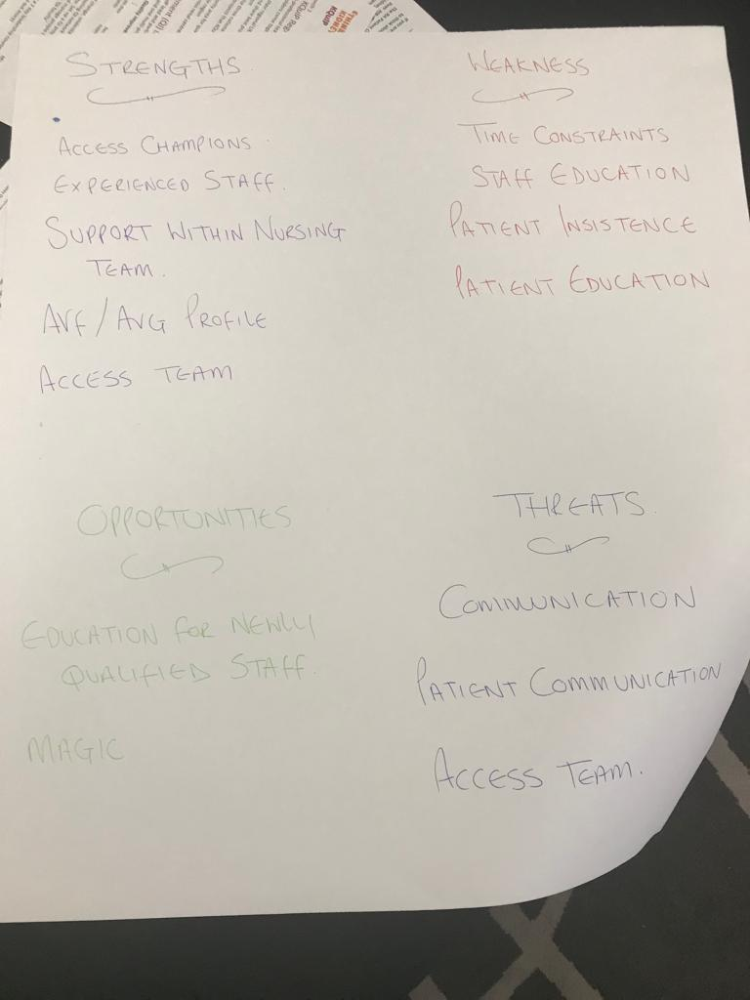 STRENGTHS
ACCESS CHAMPIONS
EXPERIENCED STAFF.
SUPPORT WITHIN NURSING
TEAM.
AVF/AVG PROFILE
ACCESS TEAM
WEAKNESS
TIME CONSTRAINTS
STAFF EDUCATION
PATIENT INSISTENCE
PATIENT EDUCATION
OPPORTUNITIES
EDUCATION FOR NEWLY
QUALIFIED STAFF.
MAGIC
THREATS.
COMMUNICATION
PATIENT COMMUNICATION
ACCESS TEAM.